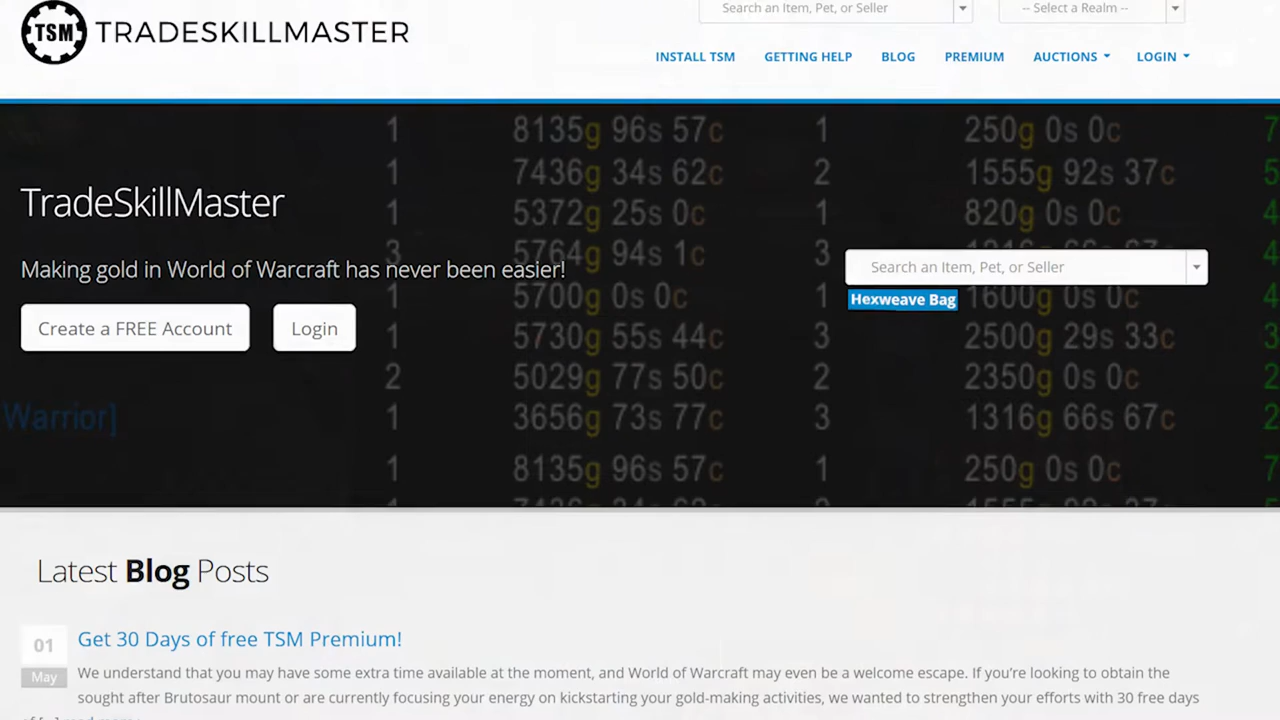 TSM TRADESKILLMASTER
Search an Item, Pet, or Seller -- Select a Realm --
INSTALL TSM GETTING HELP BLOG PREMIUM AUCTIONS LOGIN
1 8135g 96s 57c 1 250g 0s 0c 7
1 7436g 34s 62c 2 1555g 92s 37c
TradeSkillMaster
1 5372g 25s 0c 1 820g 0s 0c 4
3 5764g 94s 1c 3
Making gold in World of Warcraft has never been easier!
Search an Item, Pet, or Seller
Hexweave Bag
1 5700g 0s 0c 1 1600g 0s 0c 4
Create a FREE Account Login
1 5730g 55s 44c 3 2500g 29s 33c
2 5029g 77s 50c 2 2350g 0s 0c
Warrior] 1 3656g 73s 77c 3 1316g 66s 67c
1 8135g 96s 57c 1 250g 0s 0c 7
Latest Blog Posts
01
May
Get 30 Days of free TSM Premium!
We understand that you may have some extra time available at the moment, and World of Warcraft may even be a welcome escape. If you're looking to obtain the
sought after Brutosaur mount or are currently focusing your energy on kickstarting your gold-making activities, we wanted to strengthen your efforts with 30 free days